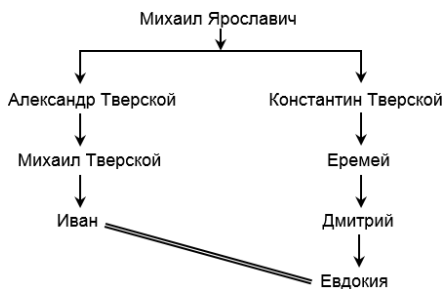 Михаил Ярославич
Александр Тверской
Константин Тверской
Михаил Тверской
Еремей
Иван
Дмитрий
Евдокия